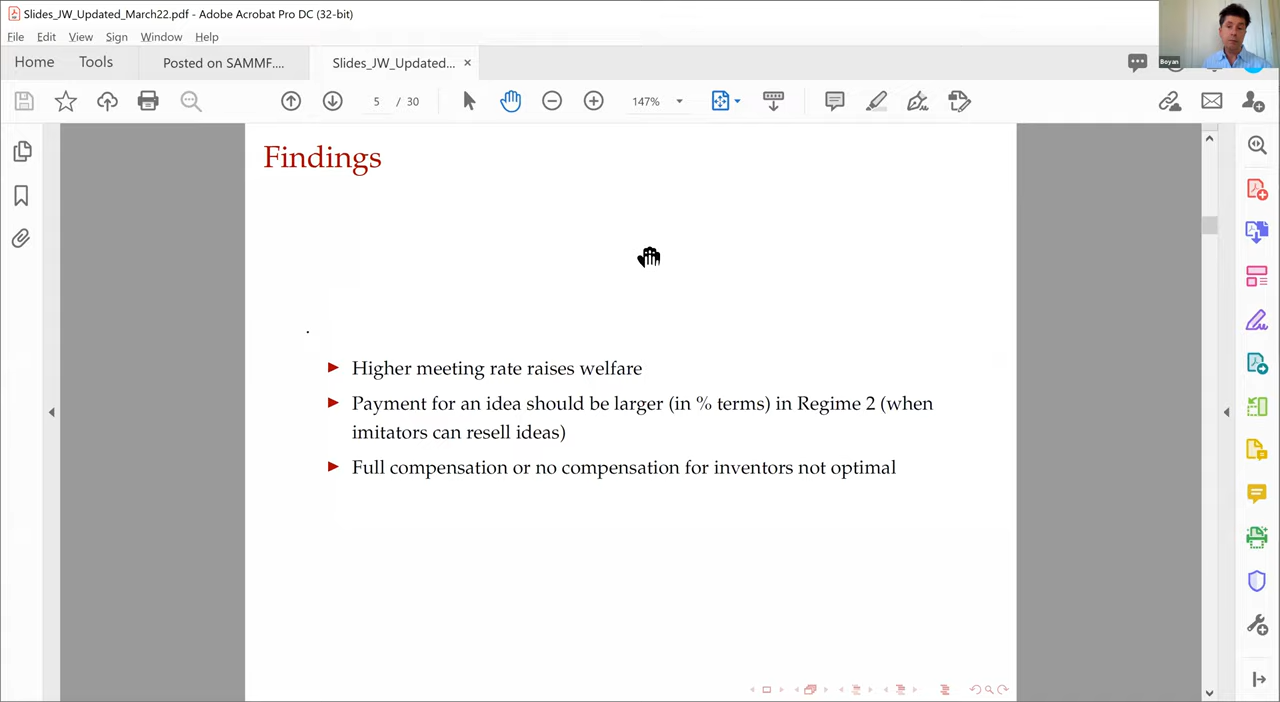 Slides_JW_Updated_March22.pdf - Adobe Acrobat Pro DC (32-bit)
File Edit View Sign Window Help
Home Tools Posted on SAMMF.... Slides_JW_Updated... ×
5 / 30 147%
Boyan
Findings
.
► Higher meeting rate raises welfare
► Payment for an idea should be larger (in % terms) in Regime 2 (when
imitators can resell ideas)
► Full compensation or no compensation for inventors not optimal